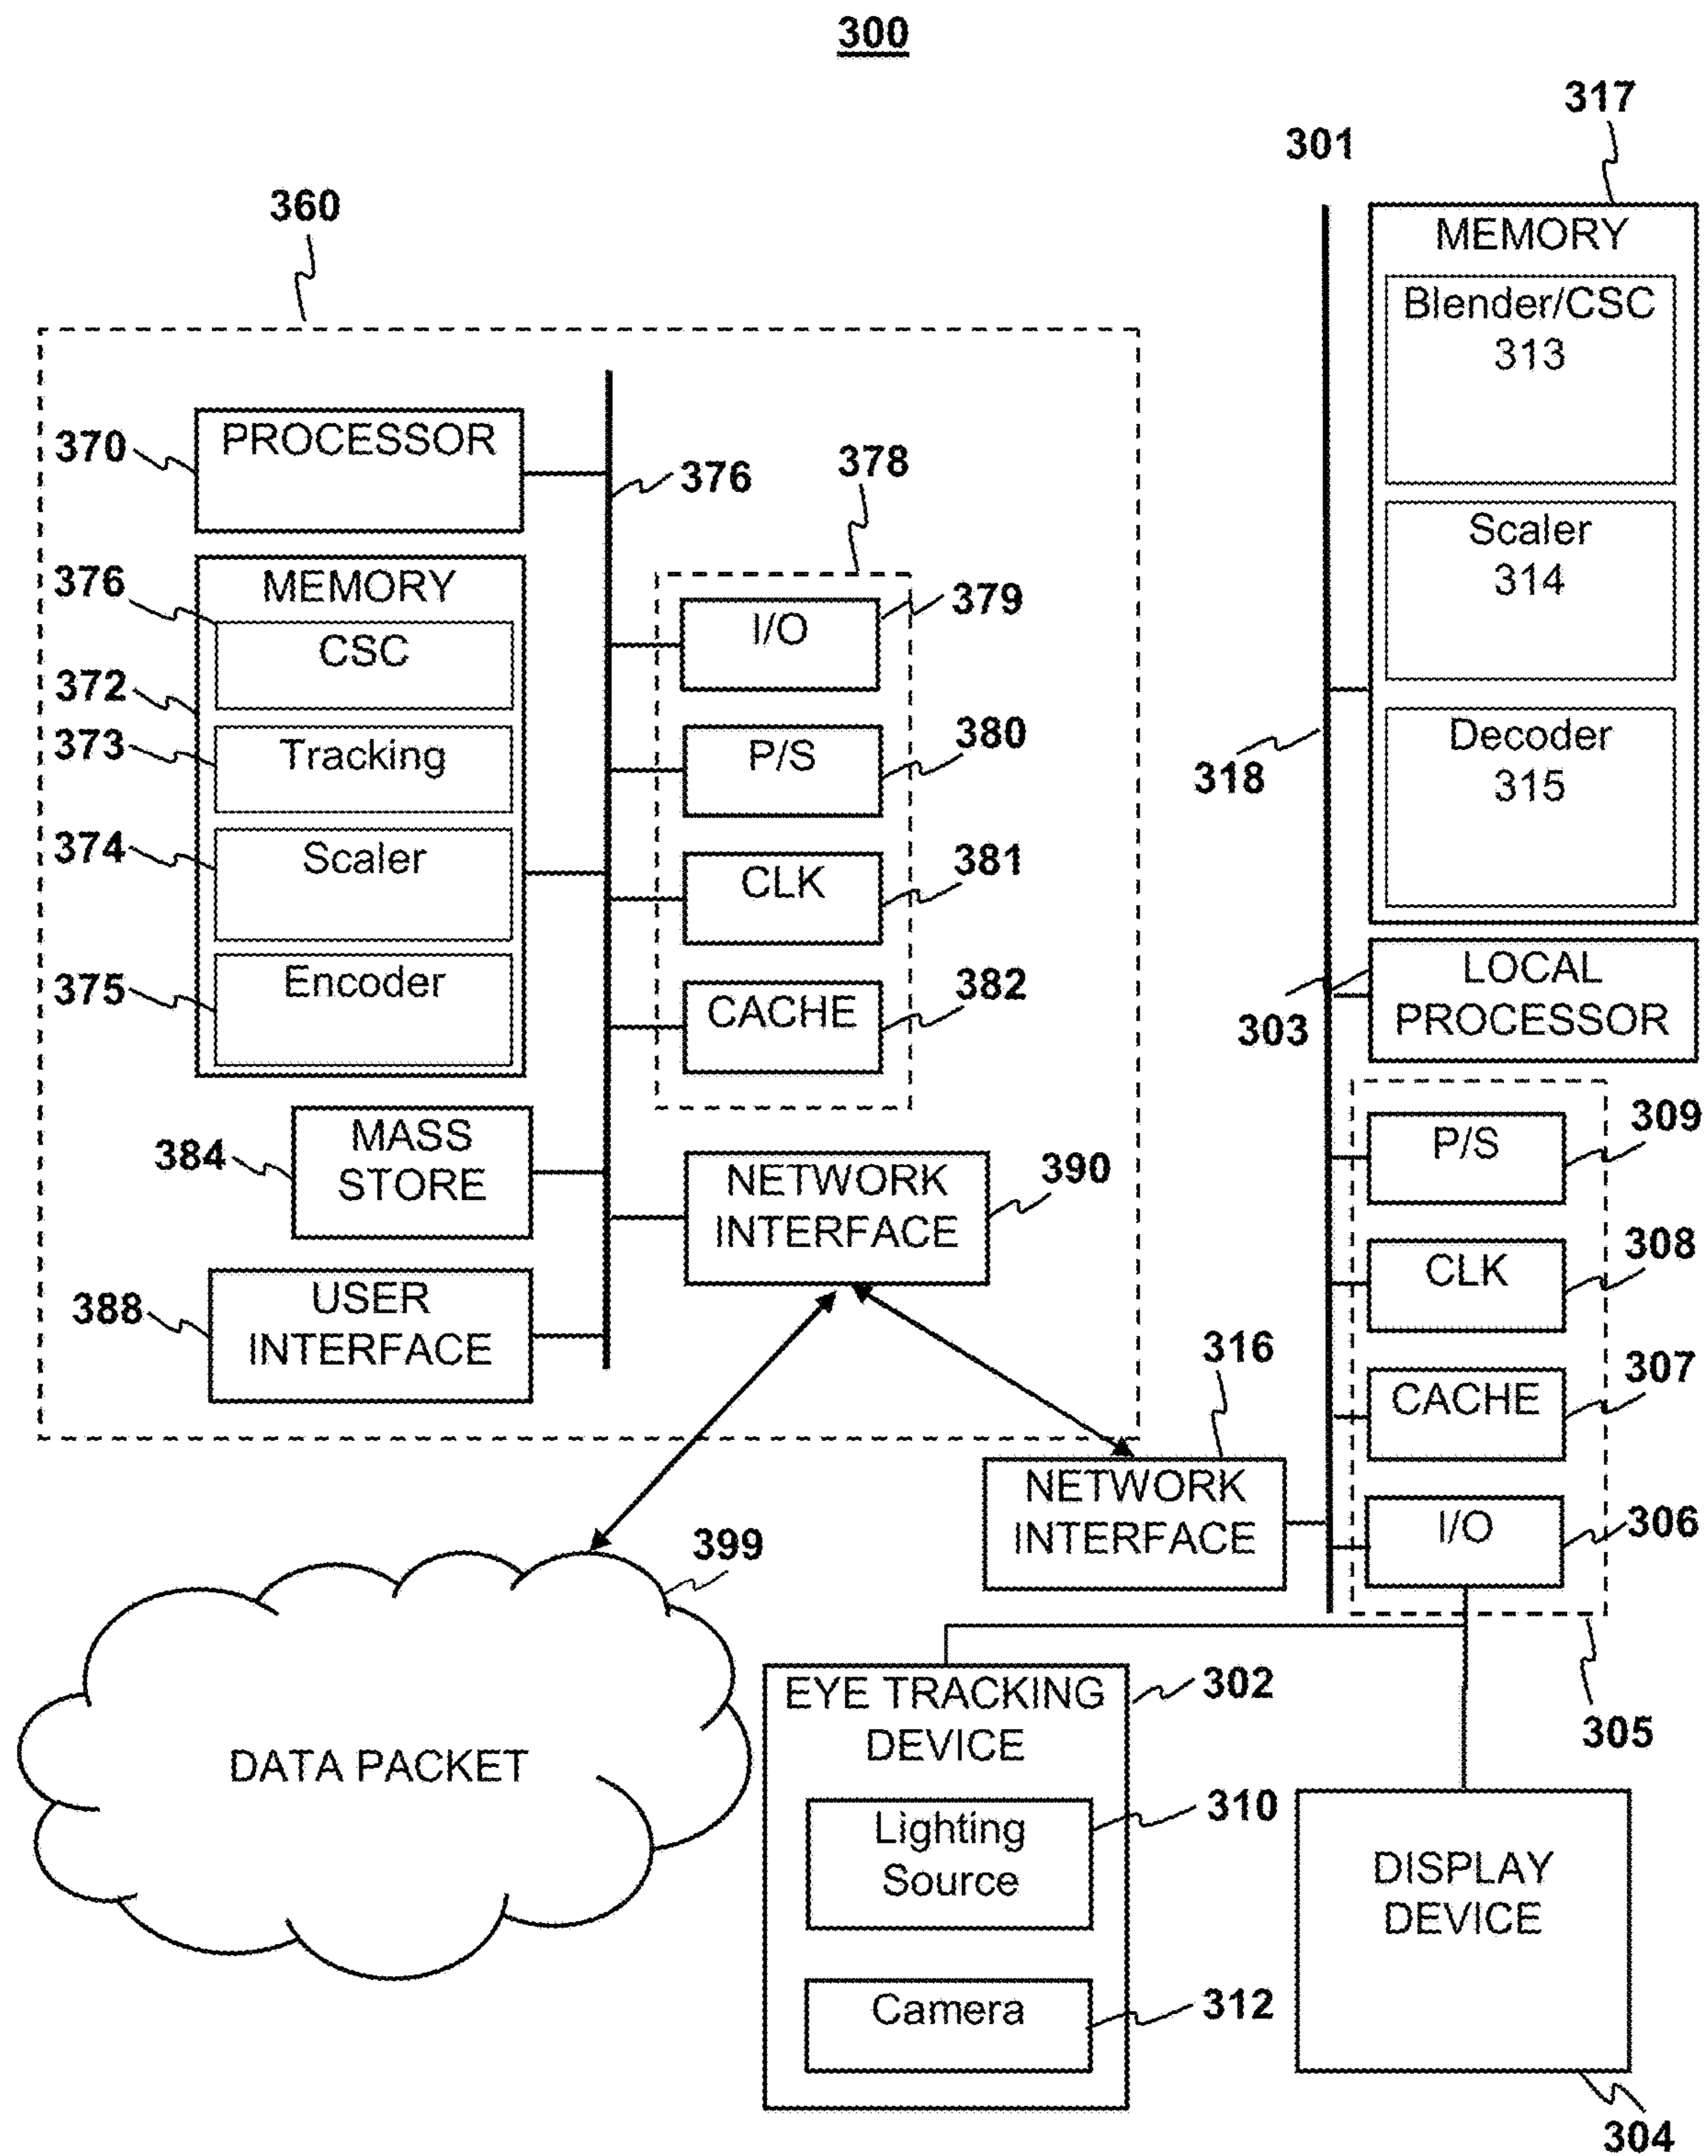 300
317
301
MEMORY
Blender/CSC
313
Scaler
314
Decoder
315
318
LOCAL
PROCESSOR
303
360
PROCESSOR
370
376
378
376
MEMORY
CSC
372
373
Tracking
374
Scaler
375
Encoder
I/O
379
P/S
380
CLK
381
CACHE
382
384
MASS
STORE
NETWORK
INTERFACE
390
388
USER
INTERFACE
P/S
309
CLK
308
CACHE
307
I/O
306
316
NETWORK
INTERFACE
305
399
DATA PACKET
EYE TRACKING
DEVICE
302
Lighting
Source
310
Camera
312
DISPLAY
DEVICE
304